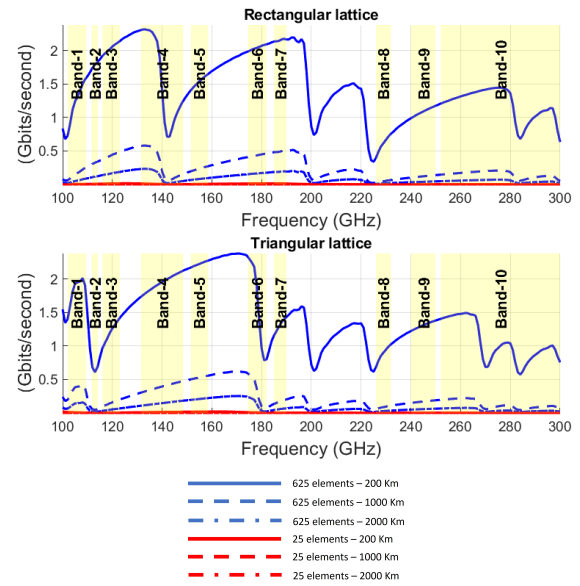 Rectangular lattice
(Gbits/second)
2
1.5
1
0.5
Band-1
Band-2
Band-3
Band-4
Band-5
Band-6
Band-7
Band-8
Band-9
Band-10
100 120 140 160 180 200 220 240 260 280 300
Frequency (GHz)
Triangular lattice
(Gbits/second)
2
1.5
1
0.5
Band-1
Band-2
Band-3
Band-4
Band-5
Band-6
Band-7
Band-8
Band-9
Band-10
100 120 140 160 180 200 220 240 260 280 300
Frequency (GHz)
625 elements – 200 Km
625 elements – 1000 Km
625 elements – 2000 Km
25 elements – 200 Km
25 elements – 1000 Km
25 elements – 2000 Km